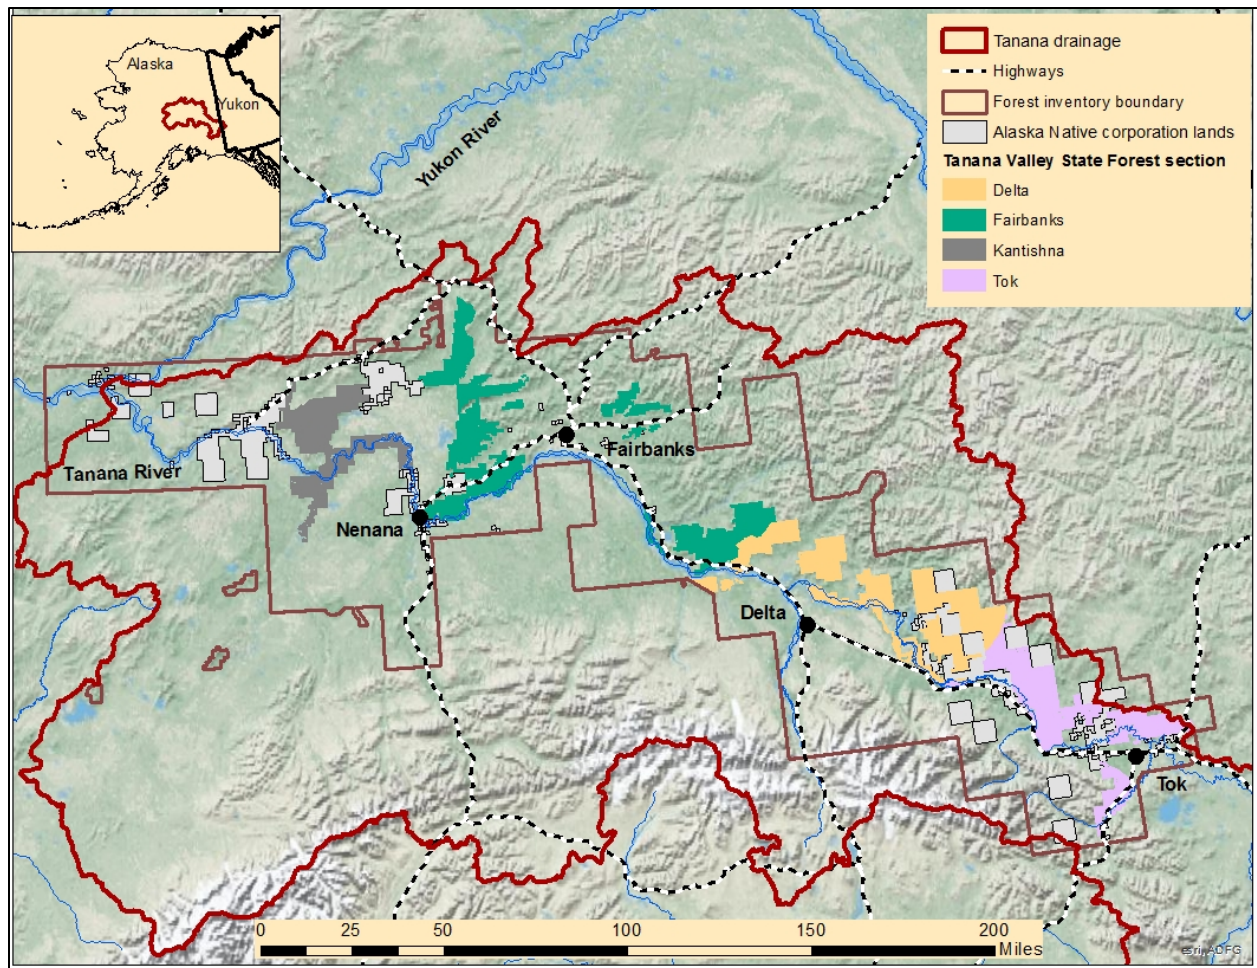 Alaska
Yukon
Tanana drainage
Highways
Forest inventory boundary
Alaska Native corporation lands
Tanana Valley State Forest section
Delta
Fairbanks
Kantishna
Tok
Yukon River
Fairbanks
Tanana River
Nenana
Delta
Tok
0 25 50 100 150 200
Miles
esri, ADFG